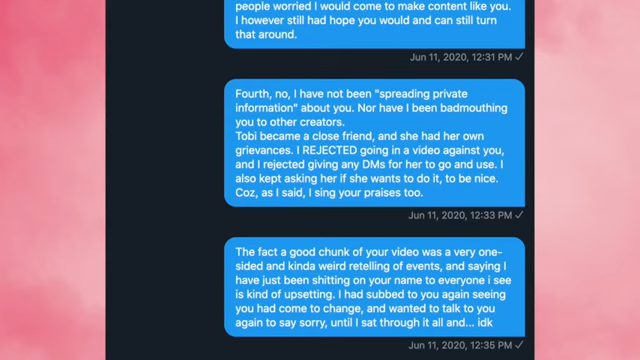 people worried I would come to make content like you.
I however still had hope you would and can still turn
that around.
Jun 11, 2020, 12:31 PM ✓
Fourth, no, I have not been "spreading private
information" about you. Nor have I been badmouthing
you to other creators.
Tobi became a close friend, and she had her own
grievances. I REJECTED going in a video against you,
and I rejected giving any DMs for her to go and use. I
also kept asking her if she wants to do it, to be nice.
Coz, as I said, I sing your praises too.
Jun 11, 2020, 12:33 PM ✓
The fact a good chunk of your video was a very one-
sided and kinda weird retelling of events, and saying I
have just been shitting on your name to everyone i see
is kind of upsetting. I had subbed to you again seeing
you had come to change, and wanted to talk to you
again to say sorry, until I sat through it all and... idk
Jun 11, 2020, 12:35 PM ✓